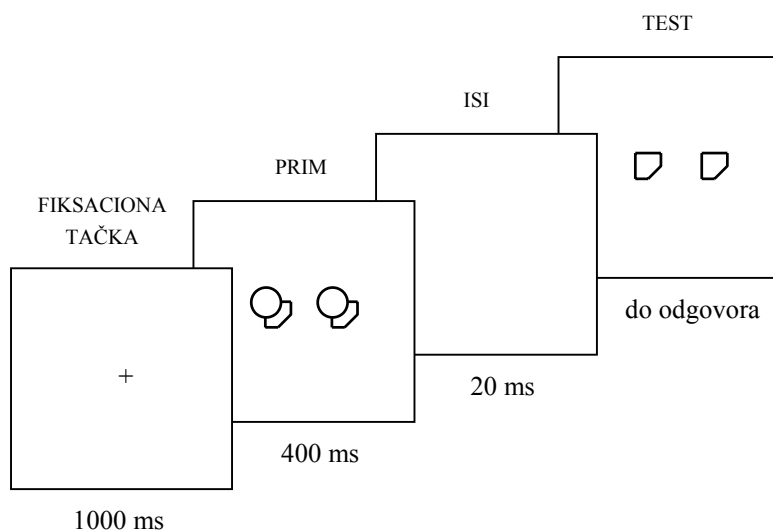 TEST
ISI
PRIM
FIKSACIONA
TAČKA
do odgovora
20 ms
400 ms
1000 ms